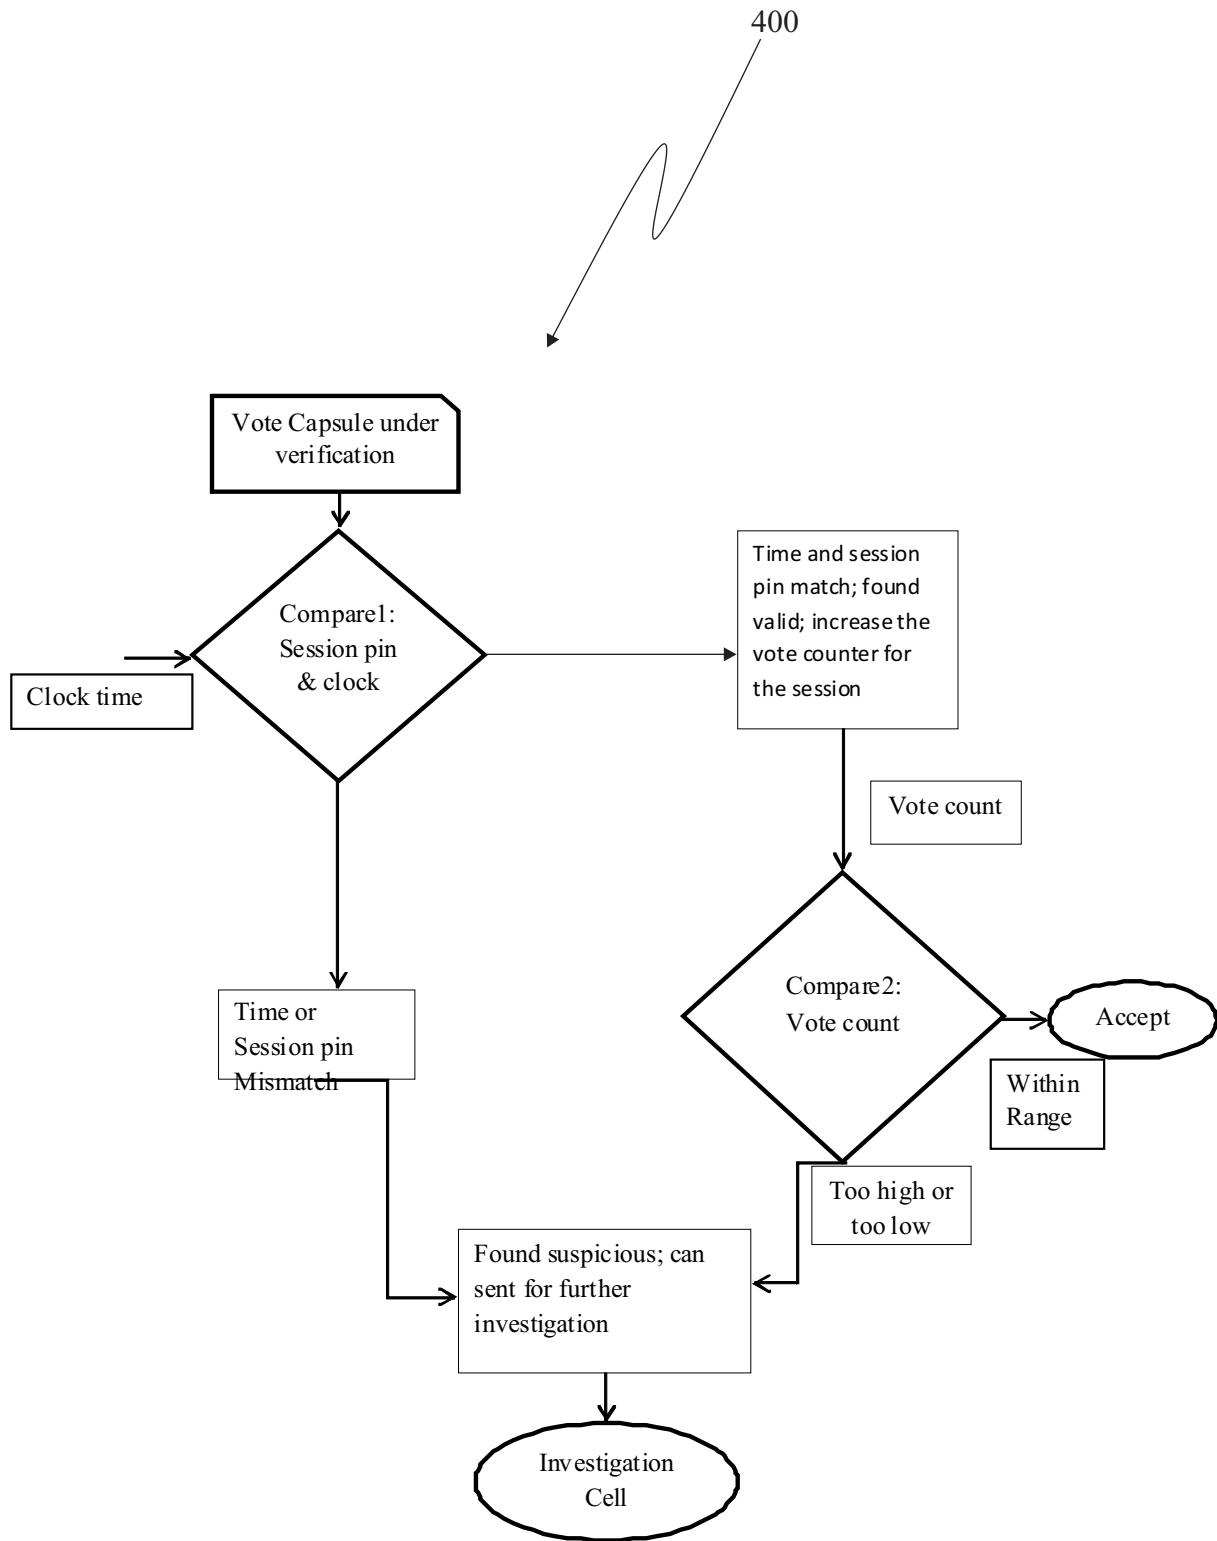 400
Vote Capsule under
verification
Compare1:
Session pin
& clock
Clock time
Time and session
pin match; found
valid; increase the
vote counter for
the session
Vote count
Compare2:
Vote count
Accept
Within
Range
Time or
Session pin
Mismatch
Too high or
too low
Found suspicious; can
sent for further
investigation
Investigation
Cell